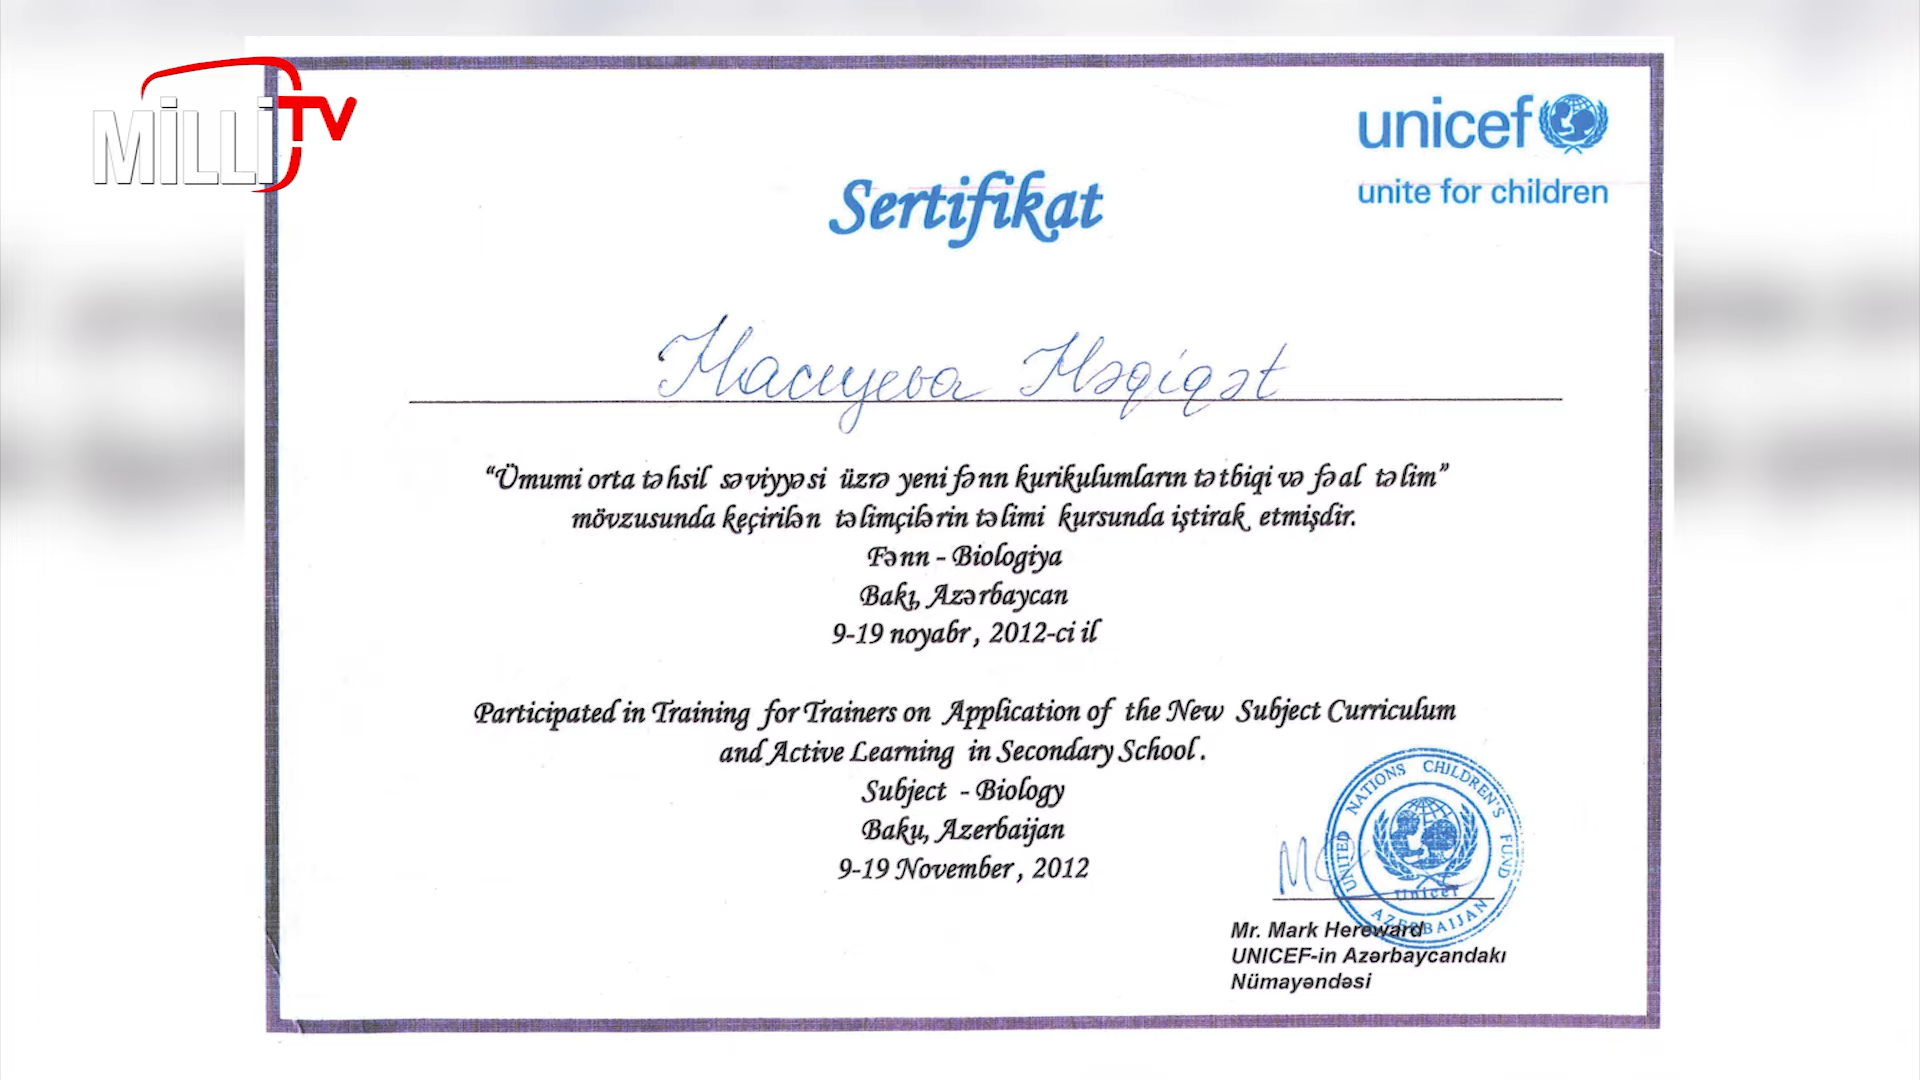 MİLLİ TV
unicef
unite for children
Sertifikat
Həqiqət
“Ümumi orta təhsil səviyyəsi üzrə yeni fənn kurikulumların tətbiqi və fəal təlim”
mövzusunda keçirilən təlimçilərin təlimi kursunda iştirak etmişdir.
Fənn - Biologiya
Bakı, Azərbaycan
9-19 noyabr, 2012-ci il
Participated in Training for Trainers on Application of the New Subject Curriculum
and Active Learning in Secondary School.
Subject - Biology
Baku, Azerbaijan
9-19 November, 2012
UNITED NATIONS CHILDREN'S FUND
Unicef
AZERBAIJAN
Mr. Mark Hereward
UNICEF-in Azərbaycandakı
Nümayəndəsi